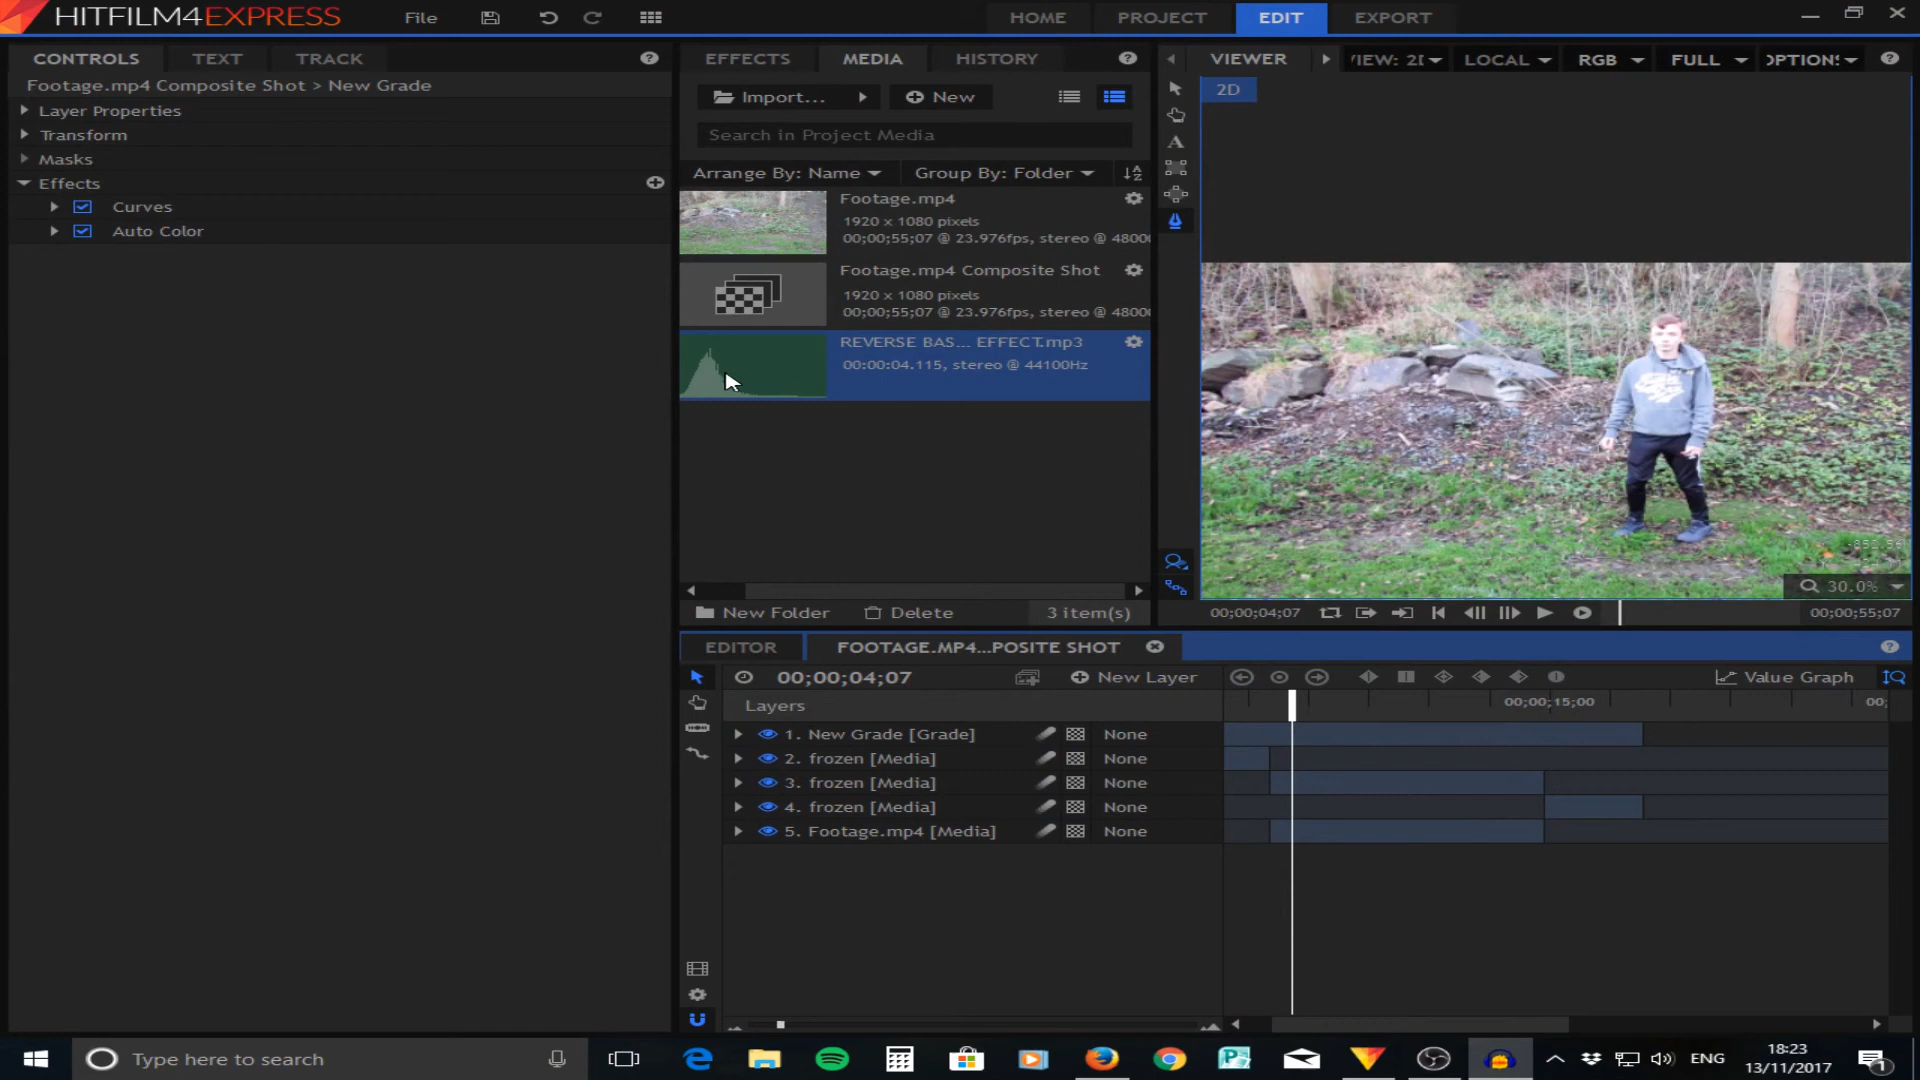 HITFILM4EXPRESS File HOME PROJECT EDIT EXPORT
CONTROLS TEXT TRACK
Footage.mp4 Composite Shot > New Grade
Layer Properties
Transform
Masks
Effects
Curves
Auto Color
EFFECTS MEDIA HISTORY
Import... New
Search in Project Media
Arrange By: Name Group By: Folder
Footage.mp4
1920 x 1080 pixels
00;00;55;07 @ 23.976fps, stereo @ 4800
Footage.mp4 Composite Shot
1920 x 1080 pixels
00;00;55;07 @ 23.976fps, stereo @ 4800
REVERSE BAS... EFFECT.mp3
00:00:04.115, stereo @ 44100Hz
New Folder Delete 3 item(s)
VIEWER VIEW: 2D LOCAL RGB FULL OPTIONS
2D
30.0%
00;00;04;07 00;00;55;07
EDITOR FOOTAGE.MP4...POSITE SHOT
00;00;04;07 New Layer Value Graph
Layers 00;00;15;00 00;
1. New Grade [Grade] None
2. frozen [Media] None
3. frozen [Media] None
4. frozen [Media] None
5. Footage.mp4 [Media] None
Type here to search
ENG
18:23
13/11/2017
1